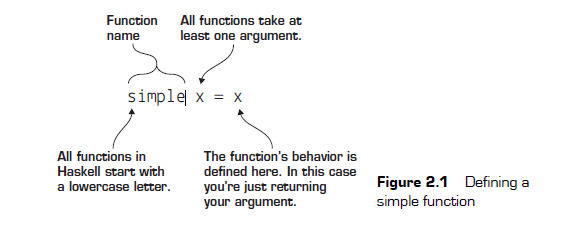 Function
name
All functions take at
least one argument.
simple x = x
All functions in
Haskell start with
a lowercase letter.
The function's behavior is
defined here. In this case
you're just returning
your argument.
Figure 2.1 Defining a
simple function